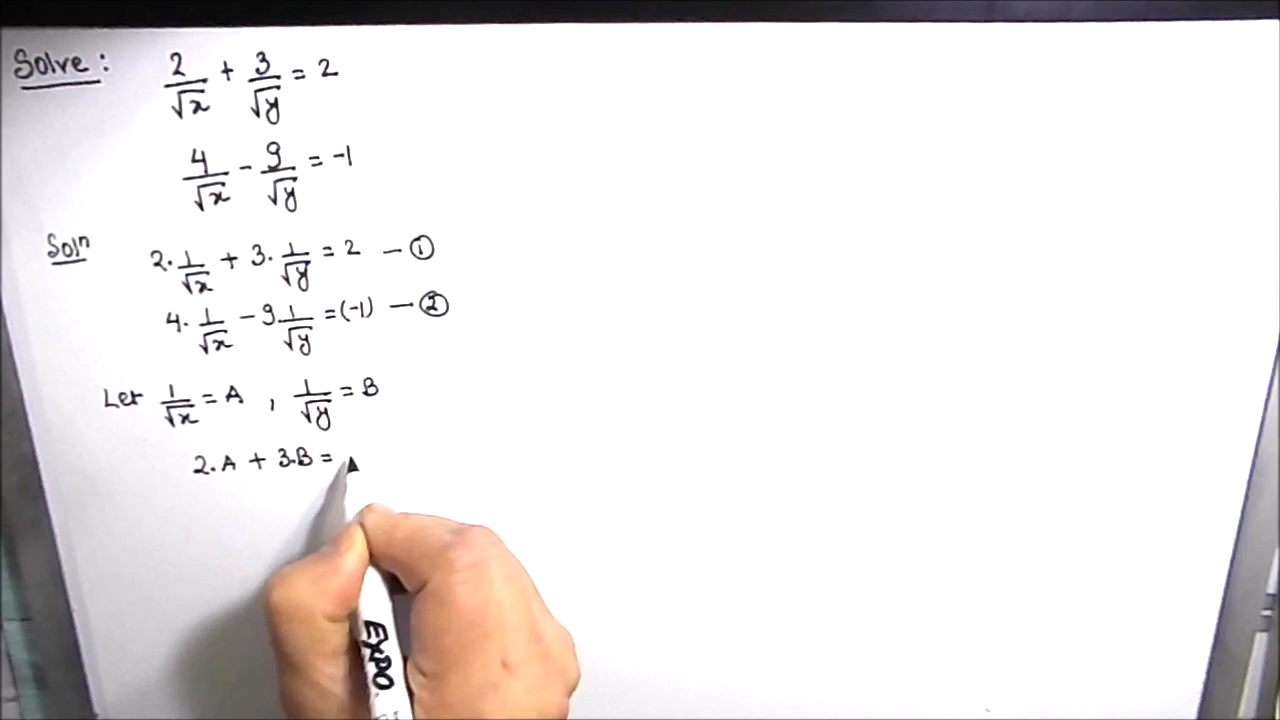 Solve: 2/√x + 3/√y = 2
4/√x - 9/√y = -1
Solⁿ 2·1/√x + 3·1/√y = 2 — ①
4·1/√x - 9·1/√y = (-1) — ②
Let 1/√x = A , 1/√y = B
2·A + 3·B =
EXPO